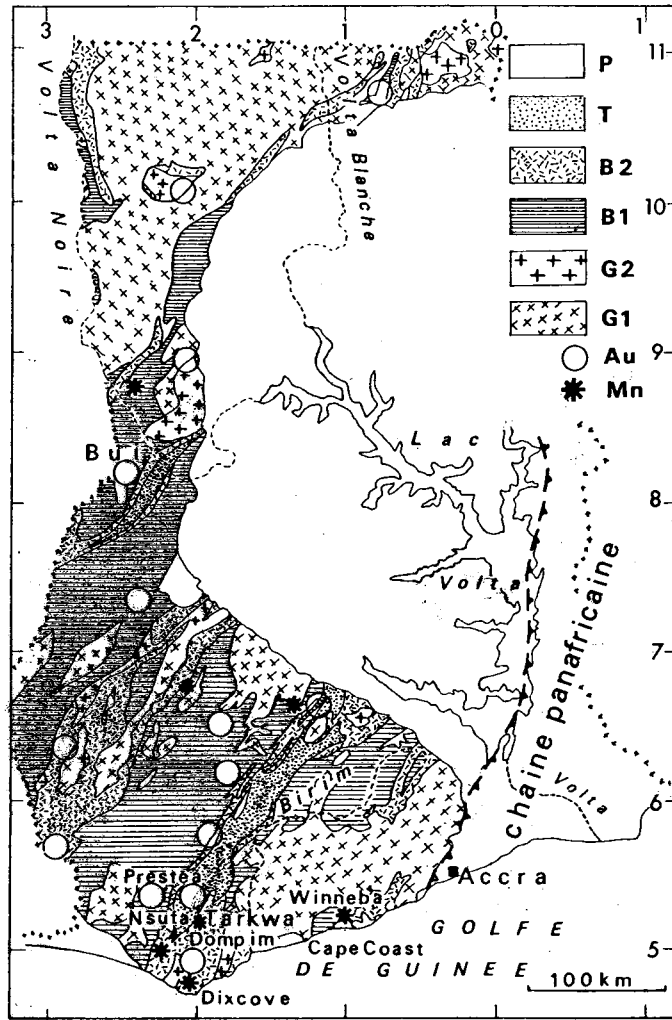 3 2 1 0 1
11
10
9
8
7
6
5
P
T
B2
B1
G2
G1
Au
Mn
Volta Noire
Volta Blanche
Bui
Lac
Volta
chaine panafricaine
Volta
Birim
Accra
Prestea
Winneba
Nsuta Tarkwa
Dompim
Cape Coast
GOLFE
DE GUINEE
Dixcove
100km